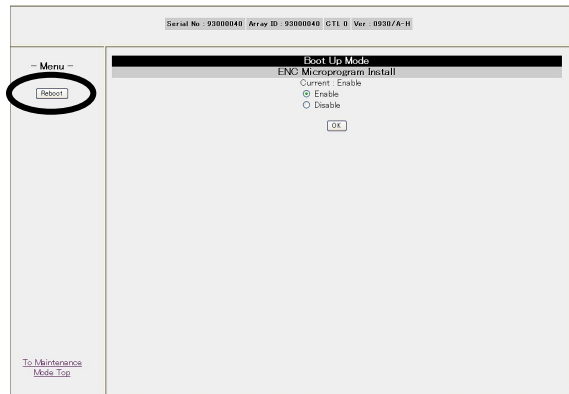 Serial No : 93000040 Array ID : 93000040 CTL 0 Ver : 0930/A-H
- Menu -
Reboot
Boot Up Mode
ENC Microprogram Install
Current : Enable
Enable
Disable
OK
To Maintenance
Mode Top